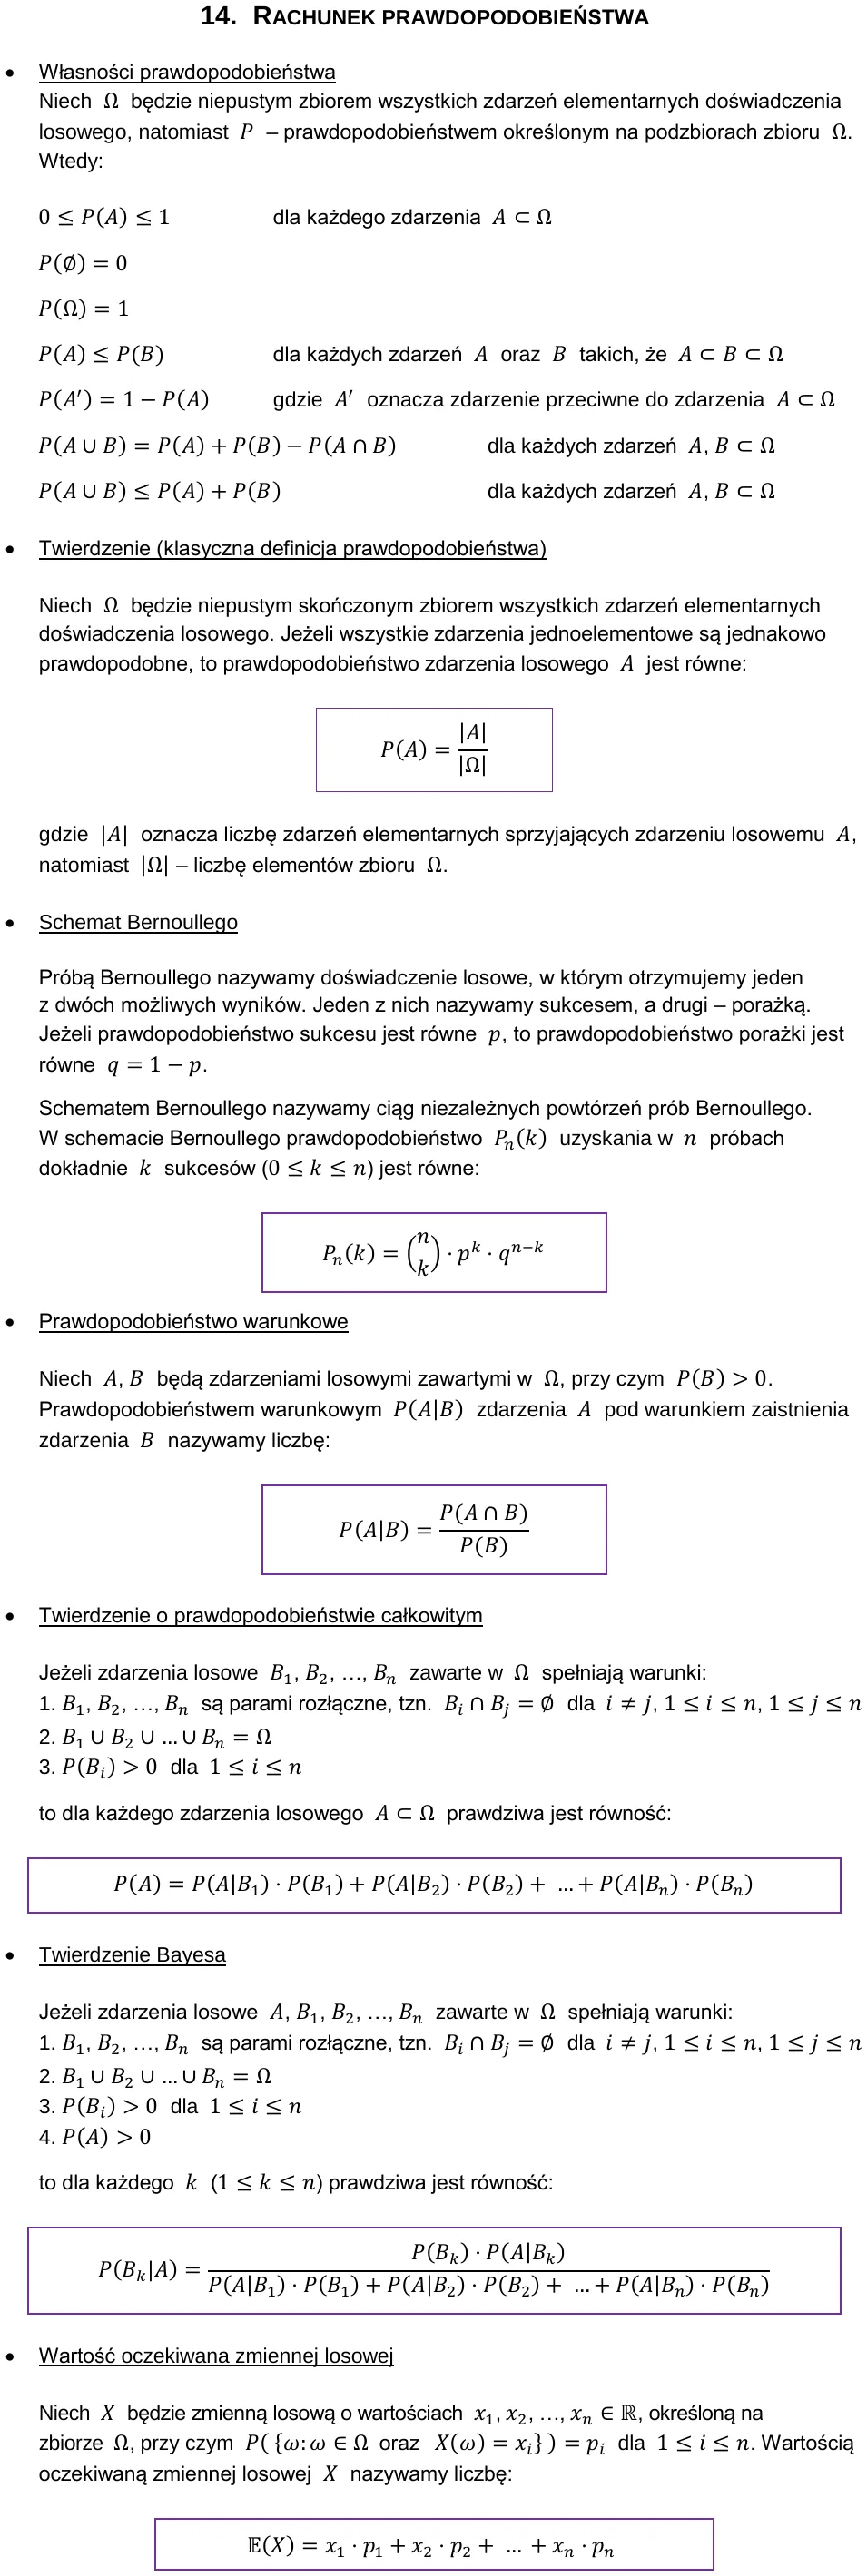 14. RACHUNEK PRAWDOPODOBIEŃSTWA
• Własności prawdopodobieństwa
Niech Ω będzie niepustym zbiorem wszystkich zdarzeń elementarnych doświadczenia
losowego, natomiast P – prawdopodobieństwem określonym na podzbiorach zbioru Ω.
Wtedy:
0 ≤ P(A) ≤ 1 dla każdego zdarzenia A ⊂ Ω
P(∅) = 0
P(Ω) = 1
P(A) ≤ P(B) dla każdych zdarzeń A oraz B takich, że A ⊂ B ⊂ Ω
P(A′) = 1 − P(A) gdzie A′ oznacza zdarzenie przeciwne do zdarzenia A ⊂ Ω
P(A ∪ B) = P(A) + P(B) − P(A ∩ B) dla każdych zdarzeń A, B ⊂ Ω
P(A ∪ B) ≤ P(A) + P(B) dla każdych zdarzeń A, B ⊂ Ω
• Twierdzenie (klasyczna definicja prawdopodobieństwa)
Niech Ω będzie niepustym skończonym zbiorem wszystkich zdarzeń elementarnych
doświadczenia losowego. Jeżeli wszystkie zdarzenia jednoelementowe są jednakowo
prawdopodobne, to prawdopodobieństwo zdarzenia losowego A jest równe:
P(A) = |A| / |Ω|
gdzie |A| oznacza liczbę zdarzeń elementarnych sprzyjających zdarzeniu losowemu A,
natomiast |Ω| – liczbę elementów zbioru Ω.
• Schemat Bernoullego
Próbą Bernoullego nazywamy doświadczenie losowe, w którym otrzymujemy jeden
z dwóch możliwych wyników. Jeden z nich nazywamy sukcesem, a drugi – porażką.
Jeżeli prawdopodobieństwo sukcesu jest równe p, to prawdopodobieństwo porażki jest
równe q = 1 − p.
Schematem Bernoullego nazywamy ciąg niezależnych powtórzeń prób Bernoullego.
W schemacie Bernoullego prawdopodobieństwo Pₙ(k) uzyskania w n próbach
dokładnie k sukcesów (0 ≤ k ≤ n) jest równe:
Pₙ(k) = (n k) · pᵏ · qⁿ⁻ᵏ
• Prawdopodobieństwo warunkowe
Niech A, B będą zdarzeniami losowymi zawartymi w Ω, przy czym P(B) > 0.
Prawdopodobieństwem warunkowym P(A|B) zdarzenia A pod warunkiem zaistnienia
zdarzenia B nazywamy liczbę:
P(A|B) = P(A ∩ B) / P(B)
• Twierdzenie o prawdopodobieństwie całkowitym
Jeżeli zdarzenia losowe B₁, B₂, …, Bₙ zawarte w Ω spełniają warunki:
1. B₁, B₂, …, Bₙ są parami rozłączne, tzn. Bᵢ ∩ Bⱼ = ∅ dla i ≠ j, 1 ≤ i ≤ n, 1 ≤ j ≤ n
2. B₁ ∪ B₂ ∪ … ∪ Bₙ = Ω
3. P(Bᵢ) > 0 dla 1 ≤ i ≤ n
to dla każdego zdarzenia losowego A ⊂ Ω prawdziwa jest równość:
P(A) = P(A|B₁) · P(B₁) + P(A|B₂) · P(B₂) + … + P(A|Bₙ) · P(Bₙ)
• Twierdzenie Bayesa
Jeżeli zdarzenia losowe A, B₁, B₂, …, Bₙ zawarte w Ω spełniają warunki:
1. B₁, B₂, …, Bₙ są parami rozłączne, tzn. Bᵢ ∩ Bⱼ = ∅ dla i ≠ j, 1 ≤ i ≤ n, 1 ≤ j ≤ n
2. B₁ ∪ B₂ ∪ … ∪ Bₙ = Ω
3. P(Bᵢ) > 0 dla 1 ≤ i ≤ n
4. P(A) > 0
to dla każdego k (1 ≤ k ≤ n) prawdziwa jest równość:
P(Bₖ|A) = P(Bₖ) · P(A|Bₖ) / P(A|B₁) · P(B₁) + P(A|B₂) · P(B₂) + … + P(A|Bₙ) · P(Bₙ)
• Wartość oczekiwana zmiennej losowej
Niech X będzie zmienną losową o wartościach x₁, x₂, …, xₙ ∈ ℝ, określoną na
zbiorze Ω, przy czym P( {ω: ω ∈ Ω oraz X(ω) = xᵢ} ) = pᵢ dla 1 ≤ i ≤ n. Wartością
oczekiwaną zmiennej losowej X nazywamy liczbę:
𝔼(X) = x₁ · p₁ + x₂ · p₂ + … + xₙ · pₙ